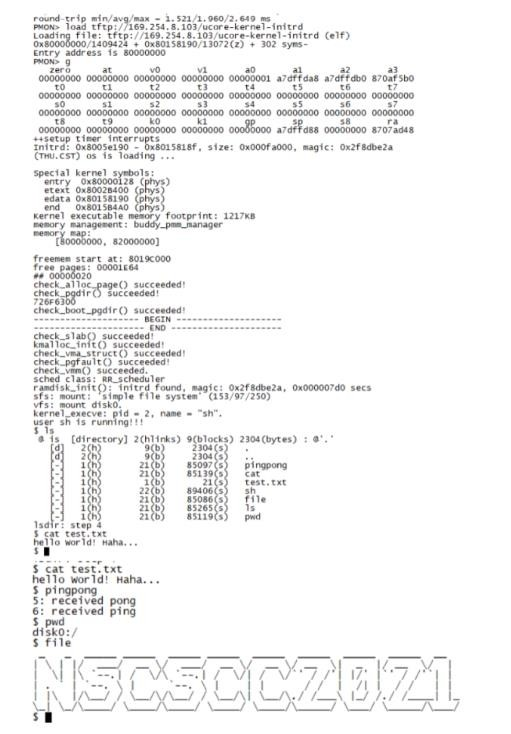 round-trip min/avg/max = 1.521/1.960/2.649 ms
PMON> load tftp://169.254.8.103/ucore-kernel-initrd
Loading file: tftp://169.254.8.103/ucore-kernel-initrd (elf)
0x80000000/1409424 + 0x80158190/13072(z) + 302 syms-
Entry address is 80000000
PMON> g
zero at v0 v1 a0 a1 a2 a3
00000000 00000000 00000000 00000000 00000001 a7dffda8 a7dffdb0 870af5b0
t0 t1 t2 t3 t4 t5 t6 t7
00000000 00000000 00000000 00000000 00000000 00000000 00000000 00000000
s0 s1 s2 s3 s4 s5 s6 s7
00000000 00000000 00000000 00000000 00000000 00000000 00000000 00000000
t8 t9 k0 k1 gp sp s8 ra
00000000 00000000 00000000 00000000 00000000 a7dffd88 00000000 8707ad48
++setup timer interrupts
Initrd: 0x8005e190 - 0x8015818f, size: 0x000fa000, magic: 0x2f8dbe2a
(THU.CST) os is loading ...
Special kernel symbols:
entry 0x80000128 (phys)
etext 0x8002B400 (phys)
edata 0x80158190 (phys)
end 0x8015B4A0 (phys)
Kernel executable memory footprint: 1217KB
memory management: buddy_pmm_manager
memory map:
[80000000, 82000000]
freemem start at: 8019C000
free pages: 00001E64
## 00000020
check_alloc_page() succeeded!
check_pgdir() succeeded!
726F6300
check_boot_pgdir() succeeded!
-------------------- BEGIN --------------------
-------------------- END --------------------
check_slab() succeeded!
kmalloc_init() succeeded!
check_vma_struct() succeeded!
check_pgfault() succeeded!
check_vmm() succeeded.
sched class: RR_scheduler
ramdisk_init(): initrd found, magic: 0x2f8dbe2a, 0x000007d0 secs
sfs: mount: 'simple file system' (153/97/250)
vfs: mount disk0.
kernel_execve: pid = 2, name = "sh".
user sh is running!!!
$ ls
@ is [directory] 2(hlinks) 9(blocks) 2304(bytes) : @'.'
[d] 2(h) 9(b) 2304(s) .
[d] 2(h) 9(b) 2304(s) ..
[-] 1(h) 21(b) 85097(s) pingpong
[-] 1(h) 21(b) 85139(s) cat
[-] 1(h) 1(b) 21(s) test.txt
[-] 1(h) 22(b) 89406(s) sh
[-] 1(h) 21(b) 85086(s) file
[-] 1(h) 21(b) 85265(s) ls
[-] 1(h) 21(b) 85119(s) pwd
lsdir: step 4
$ cat test.txt
hello world! Haha...
$
$ cat test.txt
hello world! Haha...
$ pingpong
5: received pong
6: received ping
$ pwd
disk0:/
$ file
NSCSCC2021
$